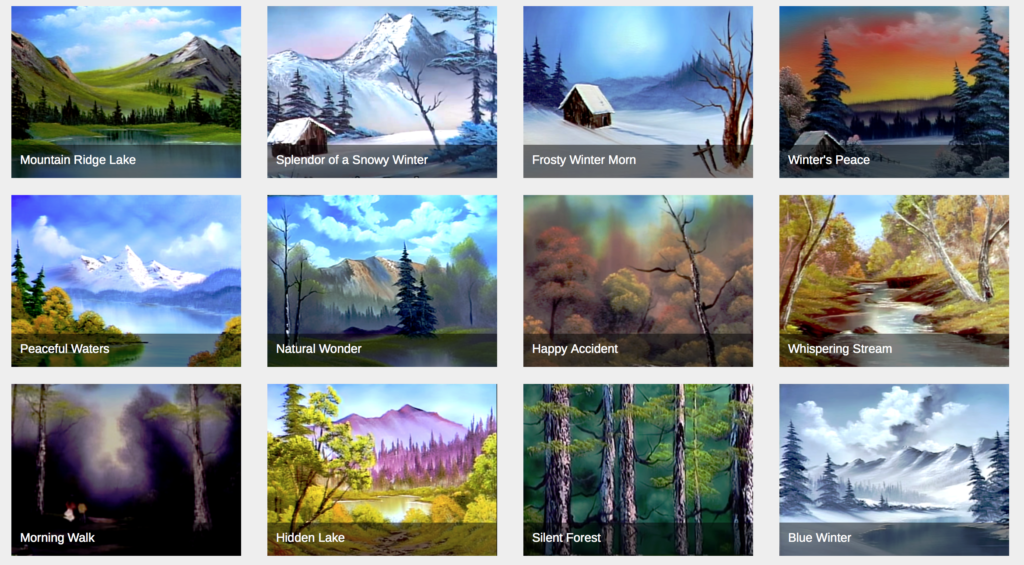 Mountain Ridge Lake
Splendor of a Snowy Winter
Frosty Winter Morn
Winter's Peace
Peaceful Waters
Natural Wonder
Happy Accident
Whispering Stream
Morning Walk
Hidden Lake
Silent Forest
Blue Winter